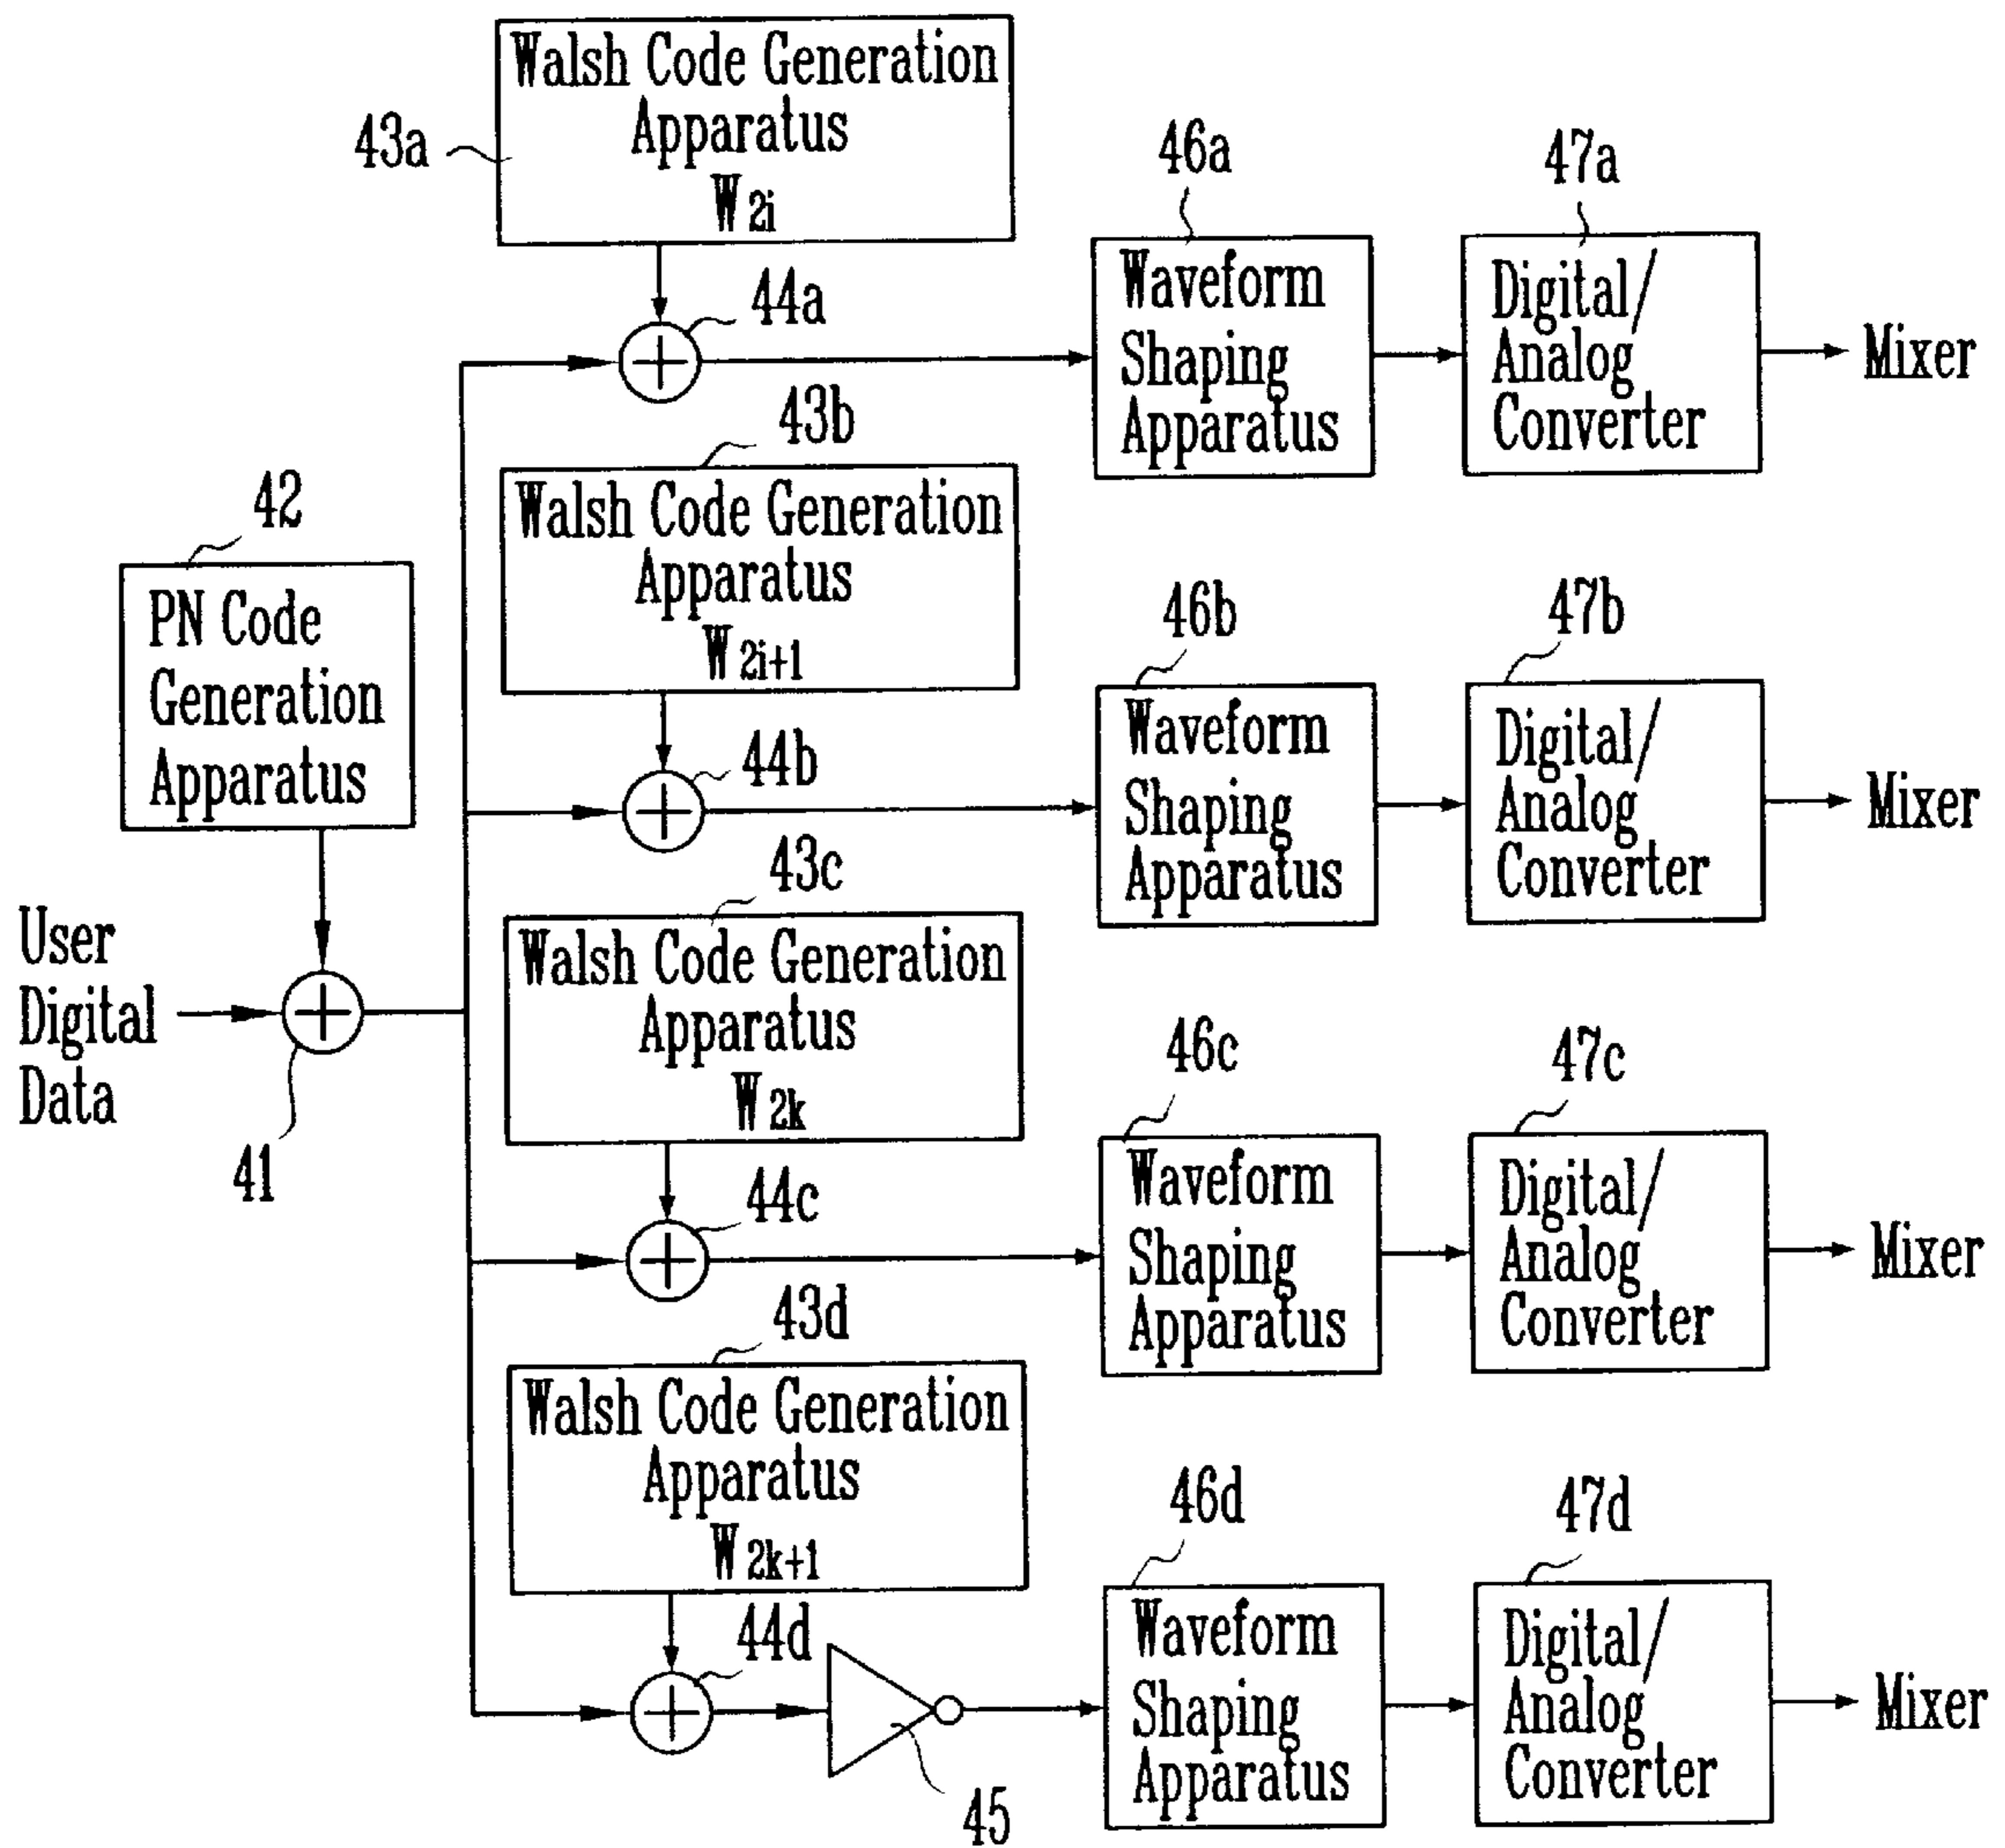 Walsh Code Generation
Apparatus
W 2i
43a
46a
47a
44a
Waveform
Shaping
Apparatus
Digital/
Analog
Converter
Mixer
43b
Walsh Code Generation
Apparatus
W 2i+1
42
PN Code
Generation
Apparatus
46b
47b
44b
Waveform
Shaping
Apparatus
Digital/
Analog
Converter
Mixer
43c
Walsh Code Generation
Apparatus
W 2k
User
Digital
Data
41
46c
47c
44c
Waveform
Shaping
Apparatus
Digital/
Analog
Converter
Mixer
43d
Walsh Code Generation
Apparatus
W 2k+1
46d
47d
44d
45
Waveform
Shaping
Apparatus
Digital/
Analog
Converter
Mixer